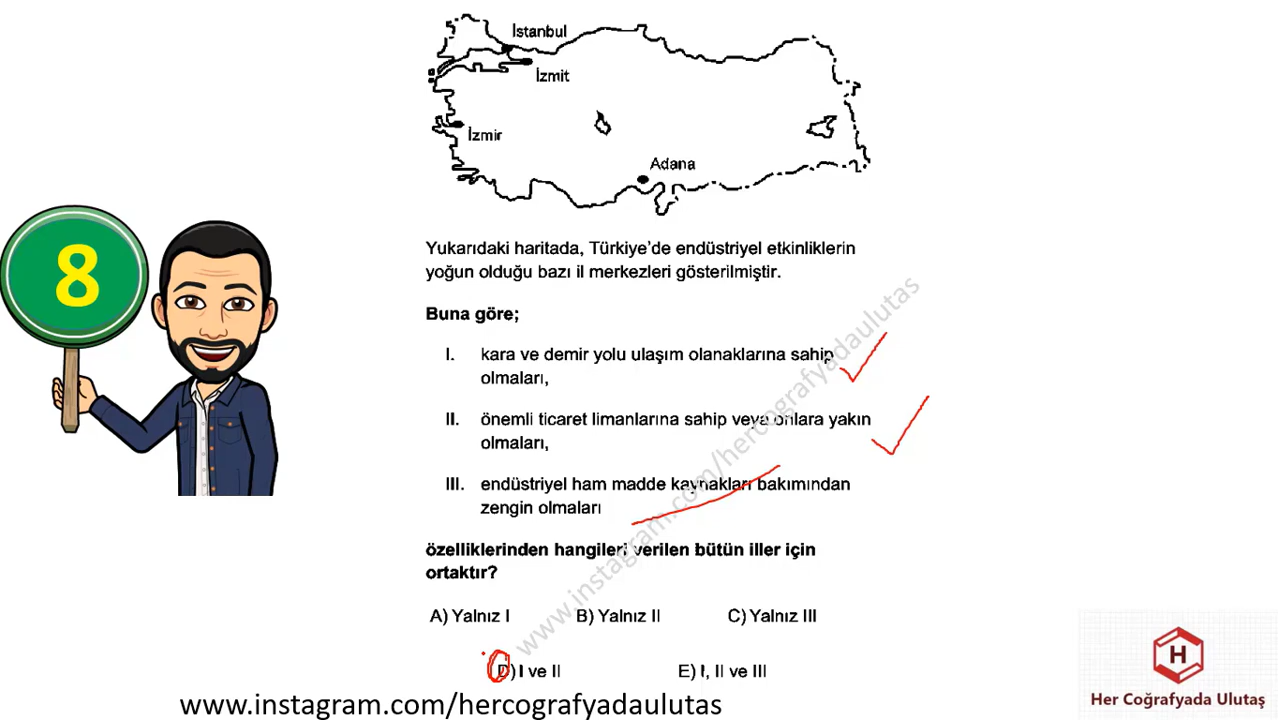 İstanbul
İzmit
İzmir
Adana
8
Yukarıdaki haritada, Türkiye'de endüstriyel etkinliklerin
yoğun olduğu bazı il merkezleri gösterilmiştir.
Buna göre;
I. kara ve demir yolu ulaşım olanaklarına sahip
olmaları,
II. önemli ticaret limanlarına sahip veya onlara yakın
olmaları,
III. endüstriyel ham madde kaynakları bakımından
zengin olmaları
özelliklerinden hangileri verilen bütün iller için
ortaktır?
A) Yalnız I B) Yalnız II C) Yalnız III
D) I ve II E) I, II ve III
www.instagram.com/hercografyadaulutas
www.instagram.com/hercografyadaulutas
H
Her Coğrafyada Ulutaş